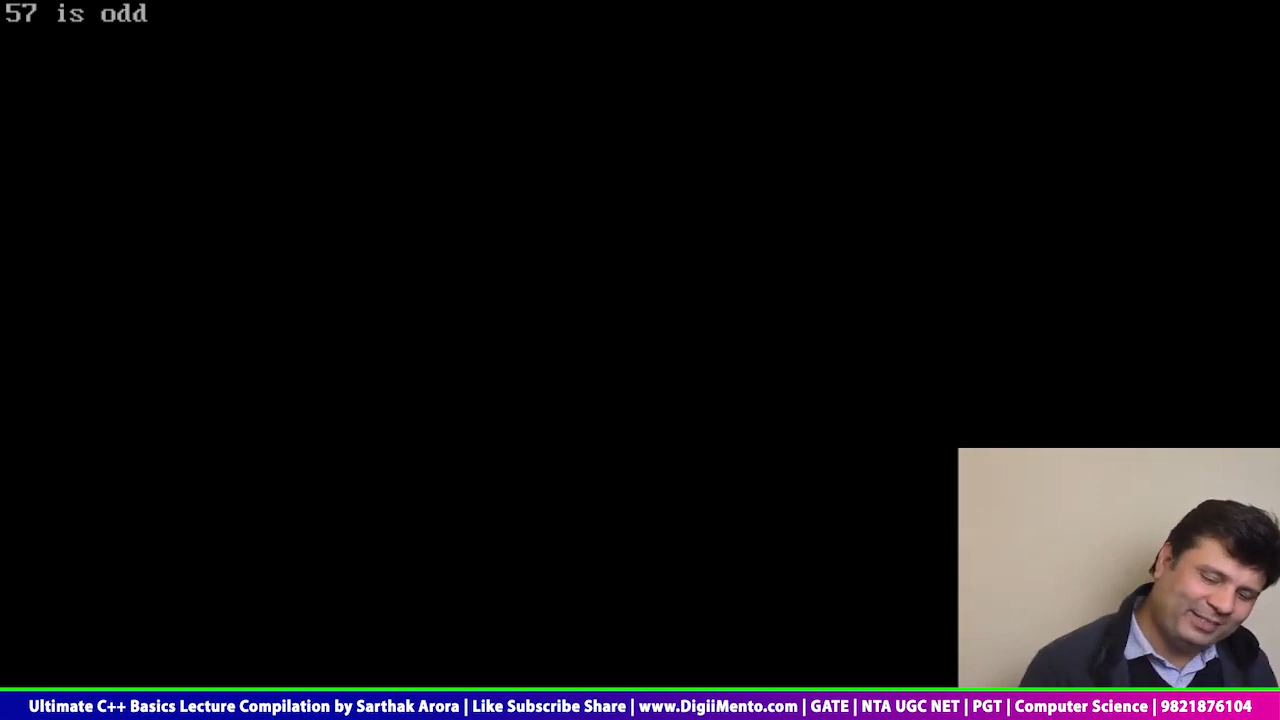 57 is odd
Ultimate C++ Basics Lecture Compilation by Sarthak Arora | Like Subscribe Share | www.DigiiMento.com | GATE | NTA UGC NET | PGT | Computer Science | 9821876104